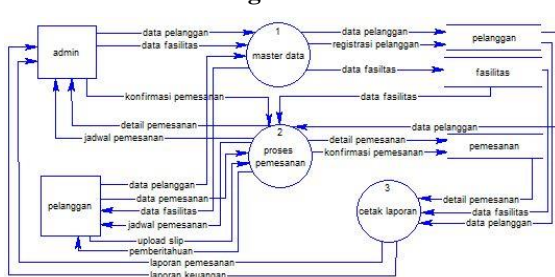 admin
data pelanggan
data fasilitas
1
master data
data pelanggan
registrasi pelanggan
data fasiltas
pelanggan
fasilitas
konfirmasi pemesanan
data fasilitas
detail pemesanan
jadwal pemesanan
2
proses
pemesanan
data pelanggan
detail pemesanan
konfirmasi pemesanan
pemesanan
pelanggan
data pelanggan
data pemesanan
data fasilitas
jadwal pemesanan
upload slip
pemberitahuan
3
cetak laporan
detail pemesanan
data fasilitas
data pelanggan
laporan pemesanan
laporan keuangan